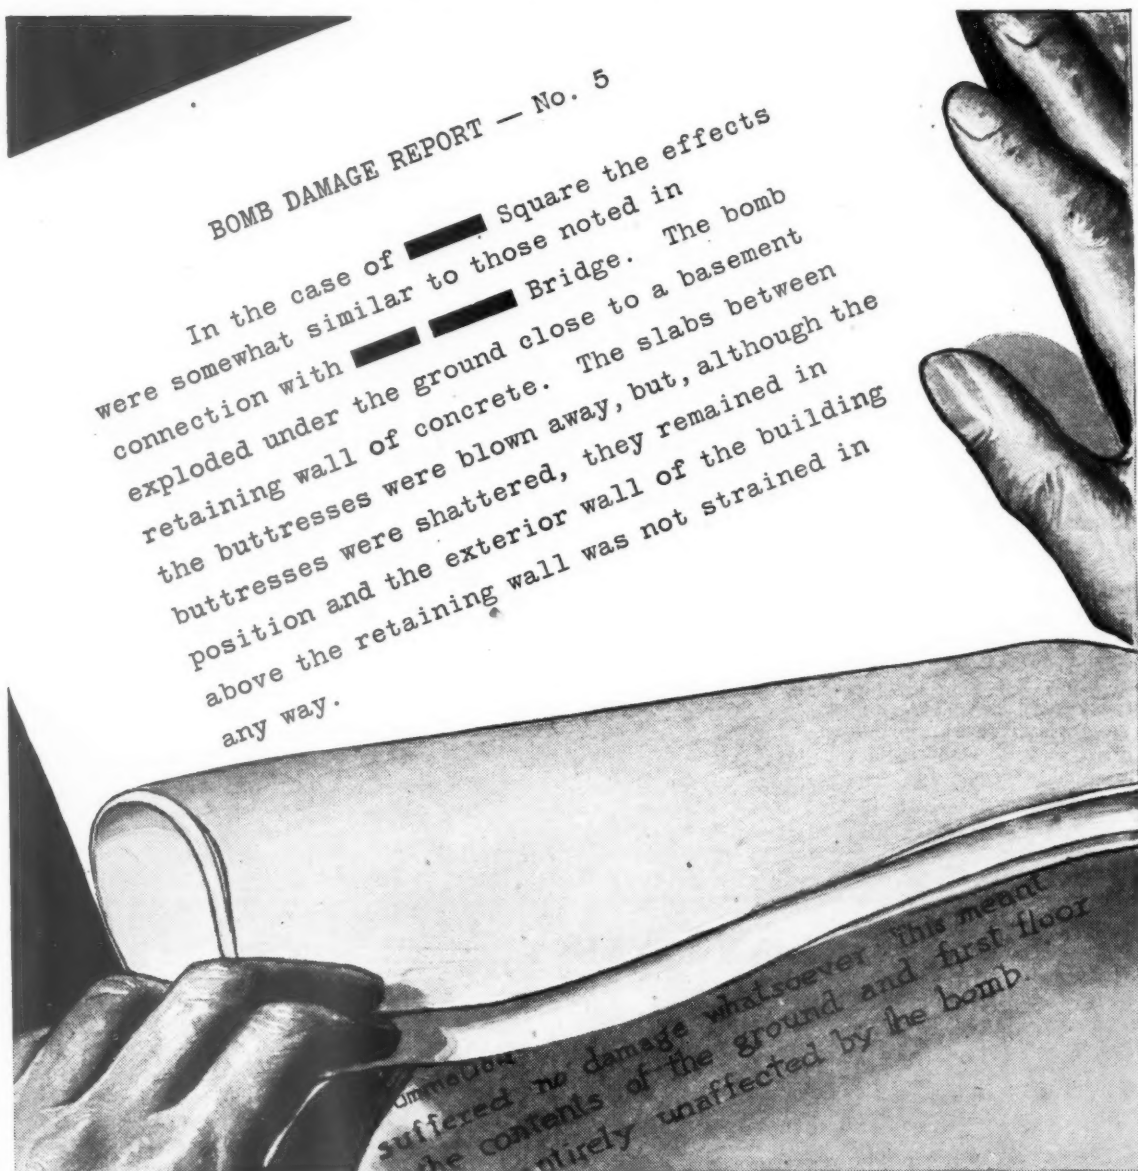 BOMB DAMAGE REPORT — No. 5
In the case of Square the effects
were somewhat similar to those noted in
connection with Bridge. The bomb
exploded under the ground close to a basement
retaining wall of concrete. The slabs between
the buttresses were blown away, but, although the
buttresses were shattered, they remained in
position and the exterior wall of the building
above the retaining wall was not strained in
any way.
This meant
suffered no damage whatsoever
the contents of the ground and first floor
entirely unaffected by the bomb.